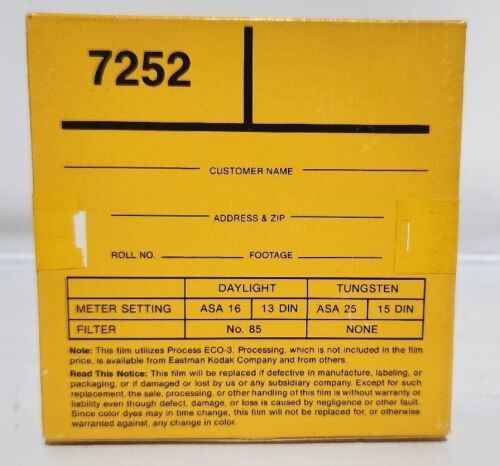 7252
CUSTOMER NAME
ADDRESS & ZIP
ROLL NO. FOOTAGE
DAYLIGHT TUNGSTEN
METER SETTING ASA 16 13 DIN ASA 25 15 DIN
FILTER No. 85 NONE
Note: This film utilizes Process ECO-3. Processing, which is not included in the film
price, is available from Eastman Kodak Company and from others.
Read This Notice: This film will be replaced if defective in manufacture, labeling, or
packaging, or if damaged or lost by us or any subsidiary company. Except for such
replacement, the sale, processing, or other handling of this film is without warranty or
liability even though defect, damage, or loss is caused by negligence or other fault.
Since color dyes may in time change, this film will not be replaced for, or otherwise
warranted against, any change in color.